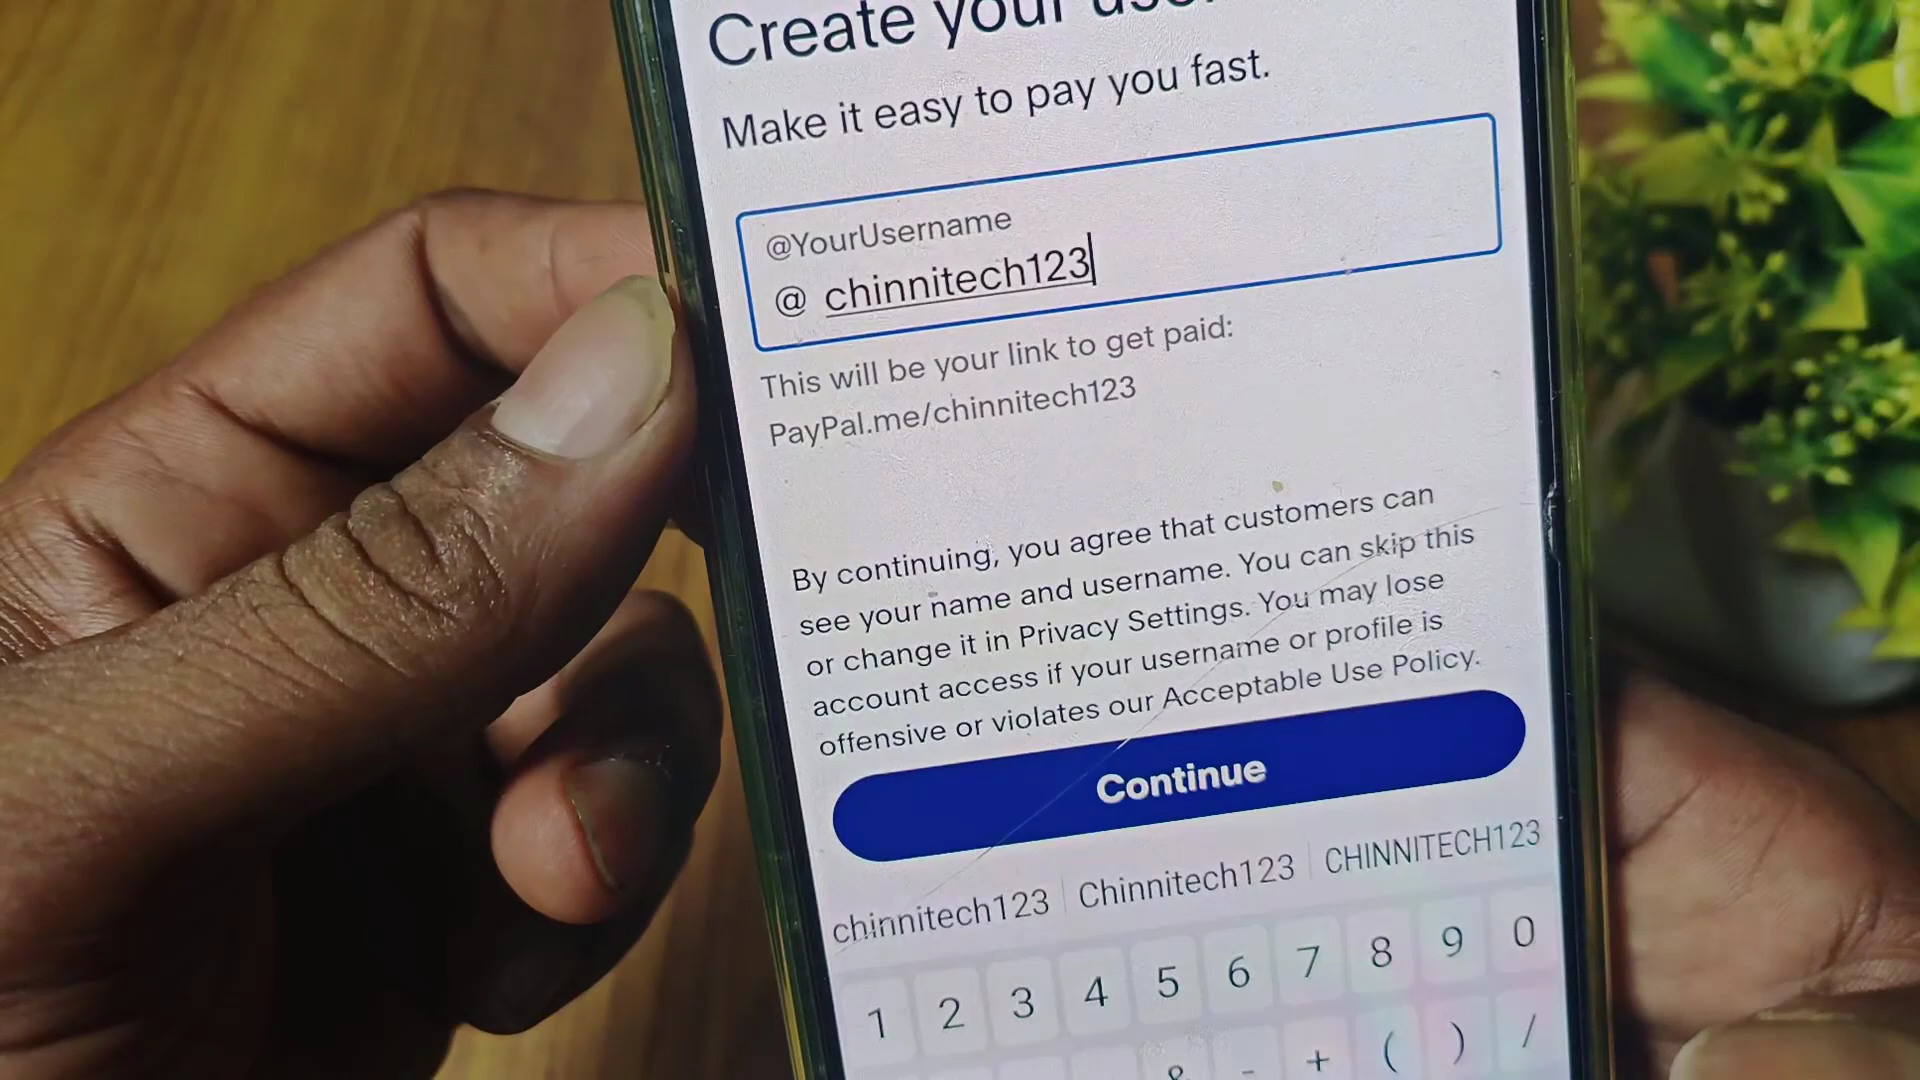 Create your
Make it easy to pay you fast.
@YourUsername
@ chinnitech123
This will be your link to get paid:
PayPal.me/chinnitech123
By continuing, you agree that customers can
see your name and username. You can skip this
or change it in Privacy Settings. You may lose
account access if your username or profile is
offensive or violates our Acceptable Use Policy.
Continue
chinnitech123 Chinnitech123 CHINNITECH123
1 2 3 4 5 6 7 8 9 0
& - + ( ) /